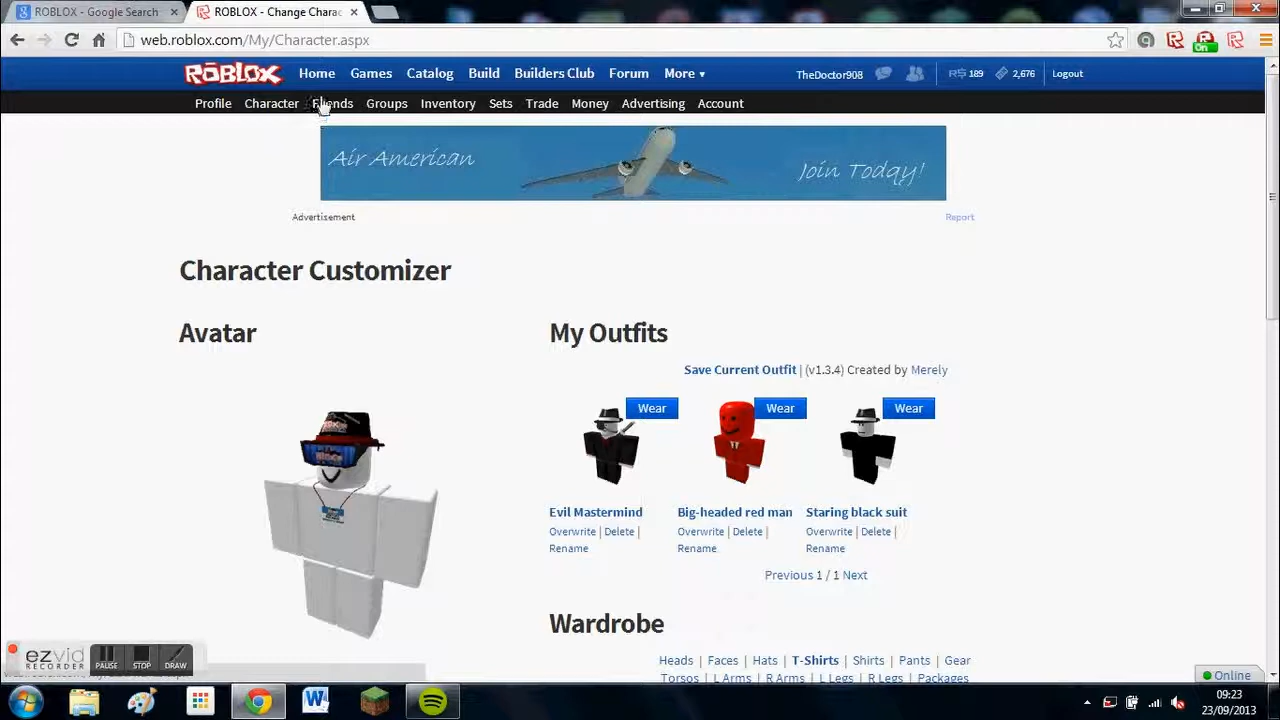 ROBLOX - Google Search
ROBLOX - Change Charac
web.roblox.com/My/Character.aspx
On
ROBLOX Home Games Catalog Build Builders Club Forum More TheDoctor908 R$ 189 2,676 Logout
Profile Character Friends Groups Inventory Sets Trade Money Advertising Account
Air American
Join Today!
Advertisement
Report
Character Customizer
Avatar
My Outfits
Save Current Outfit | (v1.3.4) Created by Merely
Wear Wear Wear
Evil Mastermind Big-headed red man Staring black suit
Overwrite | Delete | Overwrite | Delete | Overwrite | Delete |
Rename Rename Rename
Previous 1 / 1 Next
Wardrobe
Heads | Faces | Hats | T-Shirts | Shirts | Pants | Gear
Torsos | L Arms | R Arms | L Legs | R Legs | Packages
ezvid
RECORDER
PAUSE STOP DRAW
Online
09:23
23/09/2013